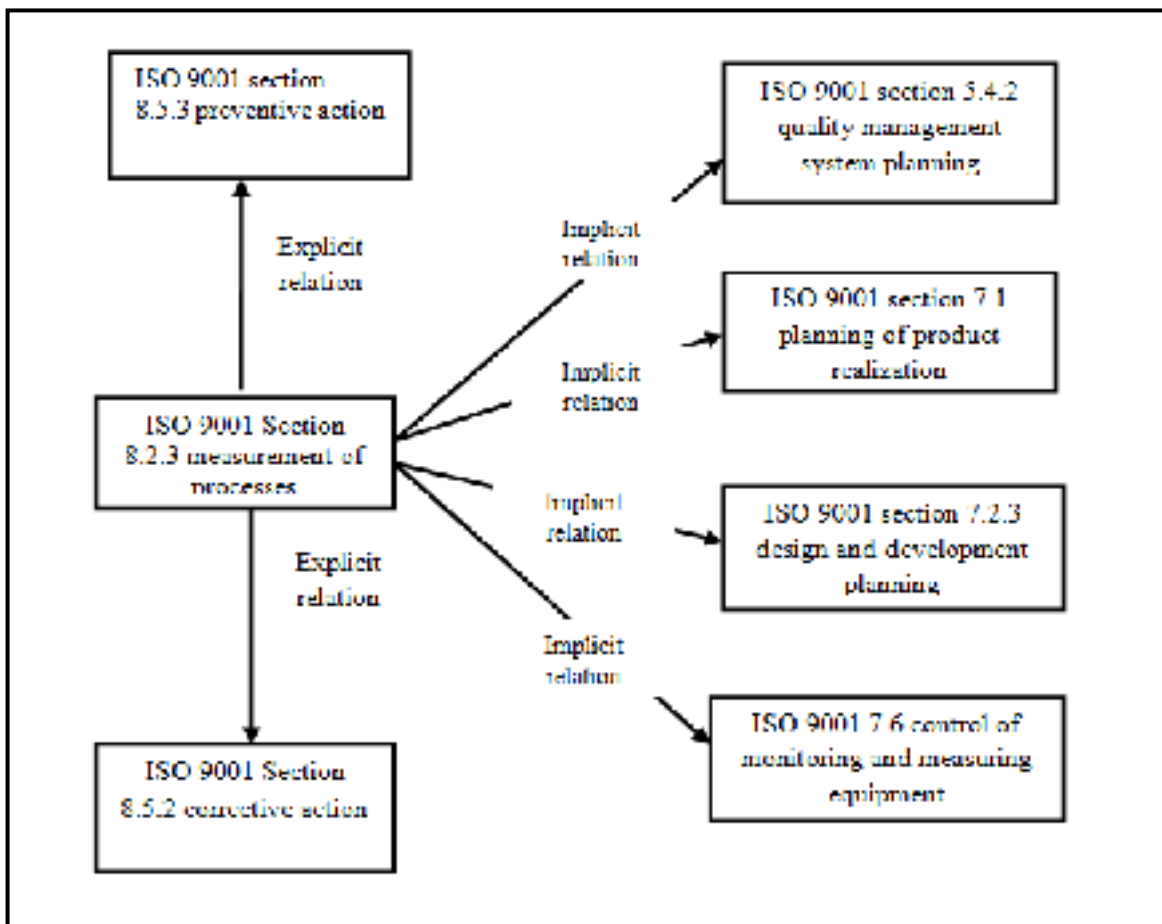 ISO 9001 section
8.5.3 preventive action
ISO 9001 section 5.4.2
quality management
system planning
Explicit
relation
Implicit
relation
ISO 9001 section 7.1
planning of product
realization
Implicit
relation
ISO 9001 Section
8.2.3 measurement of
processes
Implicit
relation
ISO 9001 section 7.2.3
design and development
planning
Explicit
relation
Implicit
relation
ISO 9001 7.6 control of
monitoring and measuring
equipment
ISO 9001 Section
8.5.2 corrective action